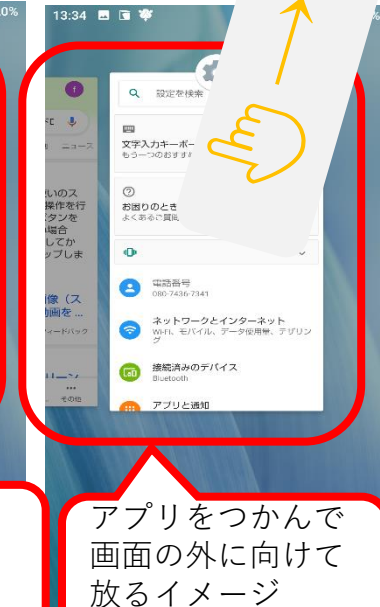 0%
13:34
%
設定を検索
ニュース
文字入力キーボー
もう一つのおすす
お困りのとき
よくあるご質問
いのス
操作を行
タンを
場合
してか
ップしま
電話番号
080-7436-7341
像（ス
動画を...
ネットワークとインターネット
Wi-Fi、モバイル、データ使用量、テザリン
グ
ィードバック
接続済みのデバイス
Bluetooth
リーン
その他
アプリと通知
アプリをつかんで
画面の外に向けて
放るイメージ